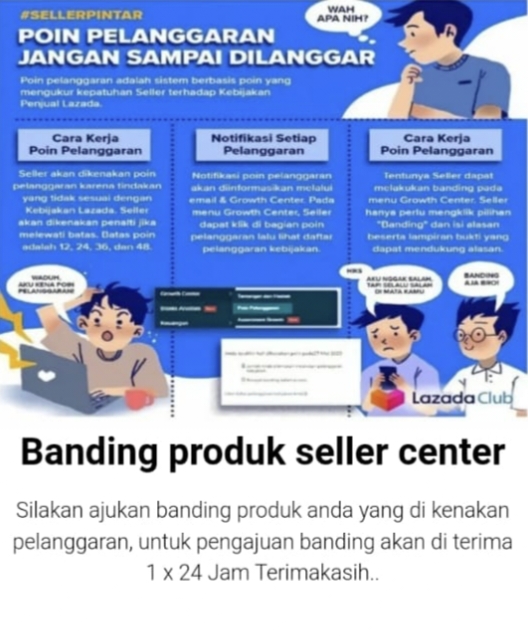 #SELLERPINTAR
POIN PELANGGARAN
JANGAN SAMPAI DILANGGAR
Poin pelanggaran adalah sistem berbasis poin yang
mengukur kepatuhan Seller terhadap Kebijakan
Penjual Lazada.
WAH
APA NIH?
Cara Kerja
Poin Pelanggaran
Seller akan dikenakan poin
pelanggaran karena tindakan
yang tidak sesuai dengan
Kebijakan Lazada. Seller
akan dikenakan penalti jika
melewati batas. Batas poin
adalah 12, 24, 36, dan 48.
WADUH,
AKU KENA POIN
PELANGGARAN!
Notifikasi Setiap
Pelanggaran
Notifikasi poin pelanggaran
akan diinformasikan melalui
email & Growth Center. Pada
menu Growth Center, Seller
dapat klik di bagian poin
pelanggaran lalu lihat daftar
pelanggaran kebijakan.
Growth Center
Poin Pelanggaran
Keuangan
Cara Kerja
Poin Pelanggaran
Tentunya Seller dapat
melakukan banding pada
menu Growth Center. Seller
hanya perlu mengklik pilihan
"Banding" dan isi alasan
beserta lampiran bukti yang
dapat mendukung alasan.
HIKS
AKU NGGAK SALAH,
TAPI SELALU SALAH
DI MATA KAMU
BANDING
AJA BRO!
LazadaClub
Banding produk seller center
Silakan ajukan banding produk anda yang di kenakan
pelanggaran, untuk pengajuan banding akan di terima
1 x 24 Jam Terimakasih..